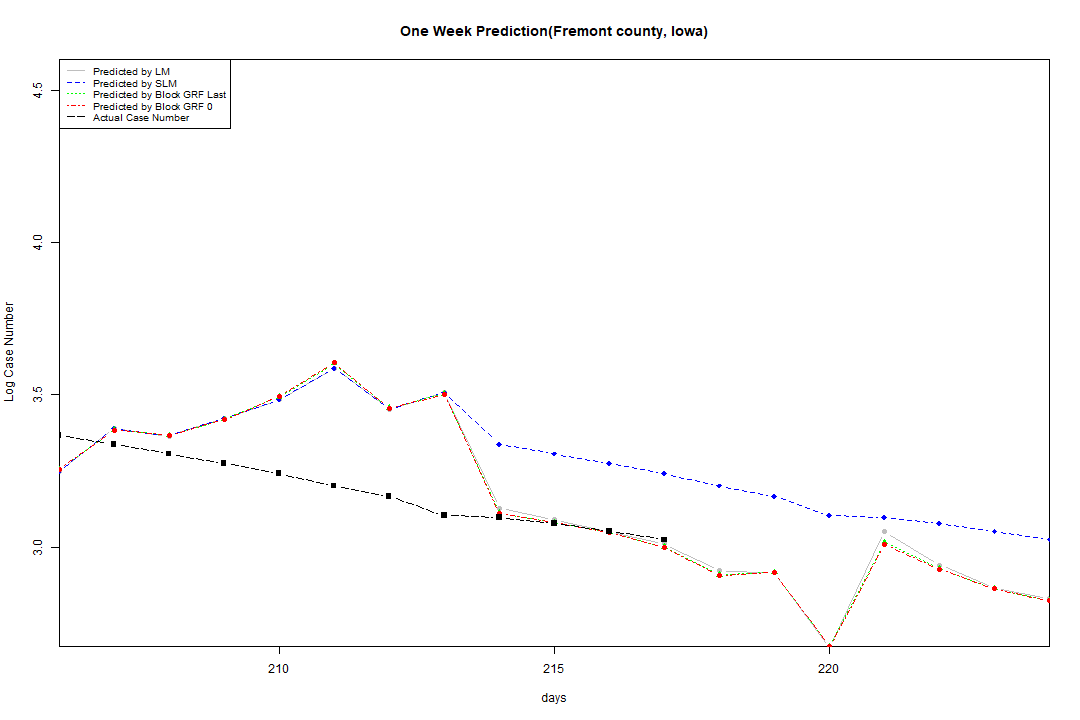 One Week Prediction(Fremont county, Iowa)
Predicted by LM
Predicted by SLM
Predicted by Block GRF Last
Predicted by Block GRF 0
Actual Case Number
4.5
4.0
3.5
3.0
Log Case Number
210
215
220
days